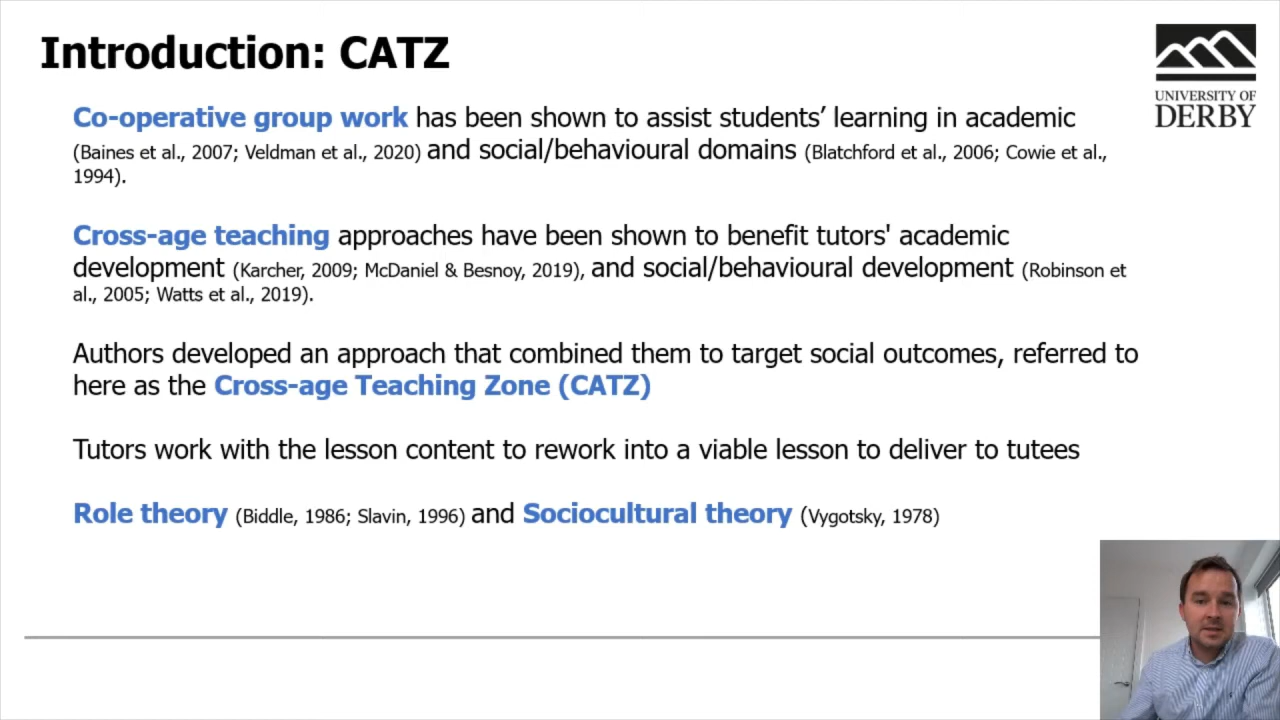 Introduction: CATZ
UNIVERSITY OF
DERBY
Co-operative group work has been shown to assist students’ learning in academic
(Baines et al., 2007; Veldman et al., 2020) and social/behavioural domains (Blatchford et al., 2006; Cowie et al.,
1994).
Cross-age teaching approaches have been shown to benefit tutors' academic
development (Karcher, 2009; McDaniel & Besnoy, 2019), and social/behavioural development (Robinson et
al., 2005; Watts et al., 2019).
Authors developed an approach that combined them to target social outcomes, referred to
here as the Cross-age Teaching Zone (CATZ)
Tutors work with the lesson content to rework into a viable lesson to deliver to tutees
Role theory (Biddle, 1986; Slavin, 1996) and Sociocultural theory (Vygotsky, 1978)